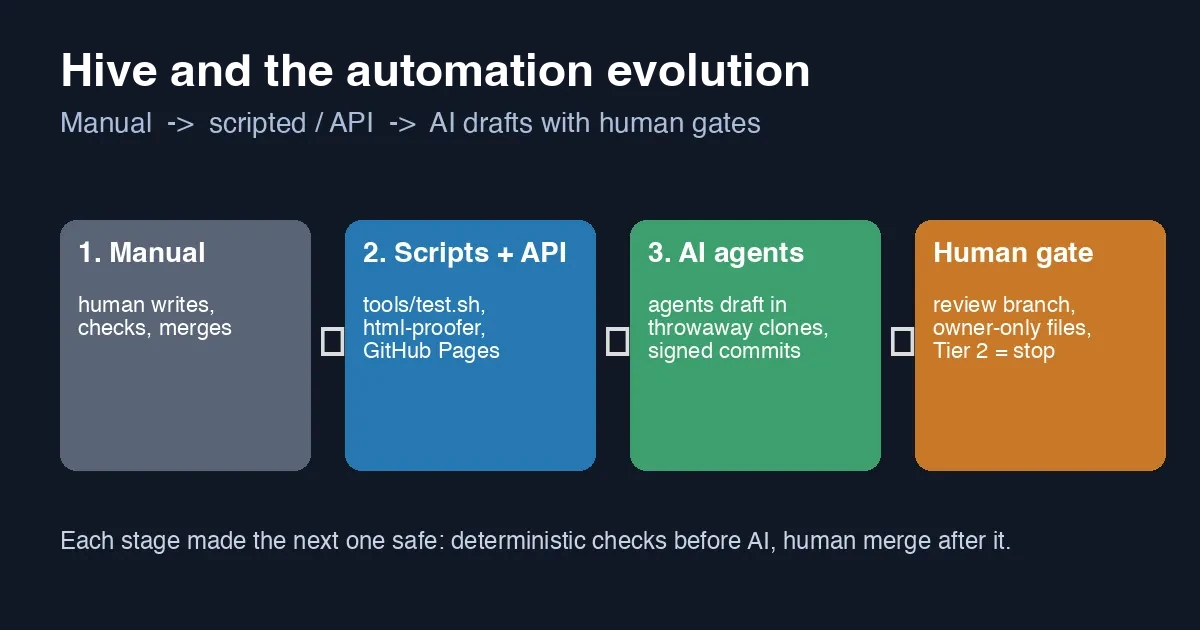 Hive and the automation evolution
Manual -> scripted / API -> AI drafts with human gates
1. Manual
human writes,
checks, merges
2. Scripts + API
tools/test.sh,
html-proofer,
GitHub Pages
3. AI agents
agents draft in
throwaway clones,
signed commits
Human gate
review branch,
owner-only files,
Tier 2 = stop
Each stage made the next one safe: deterministic checks before AI, human merge after it.